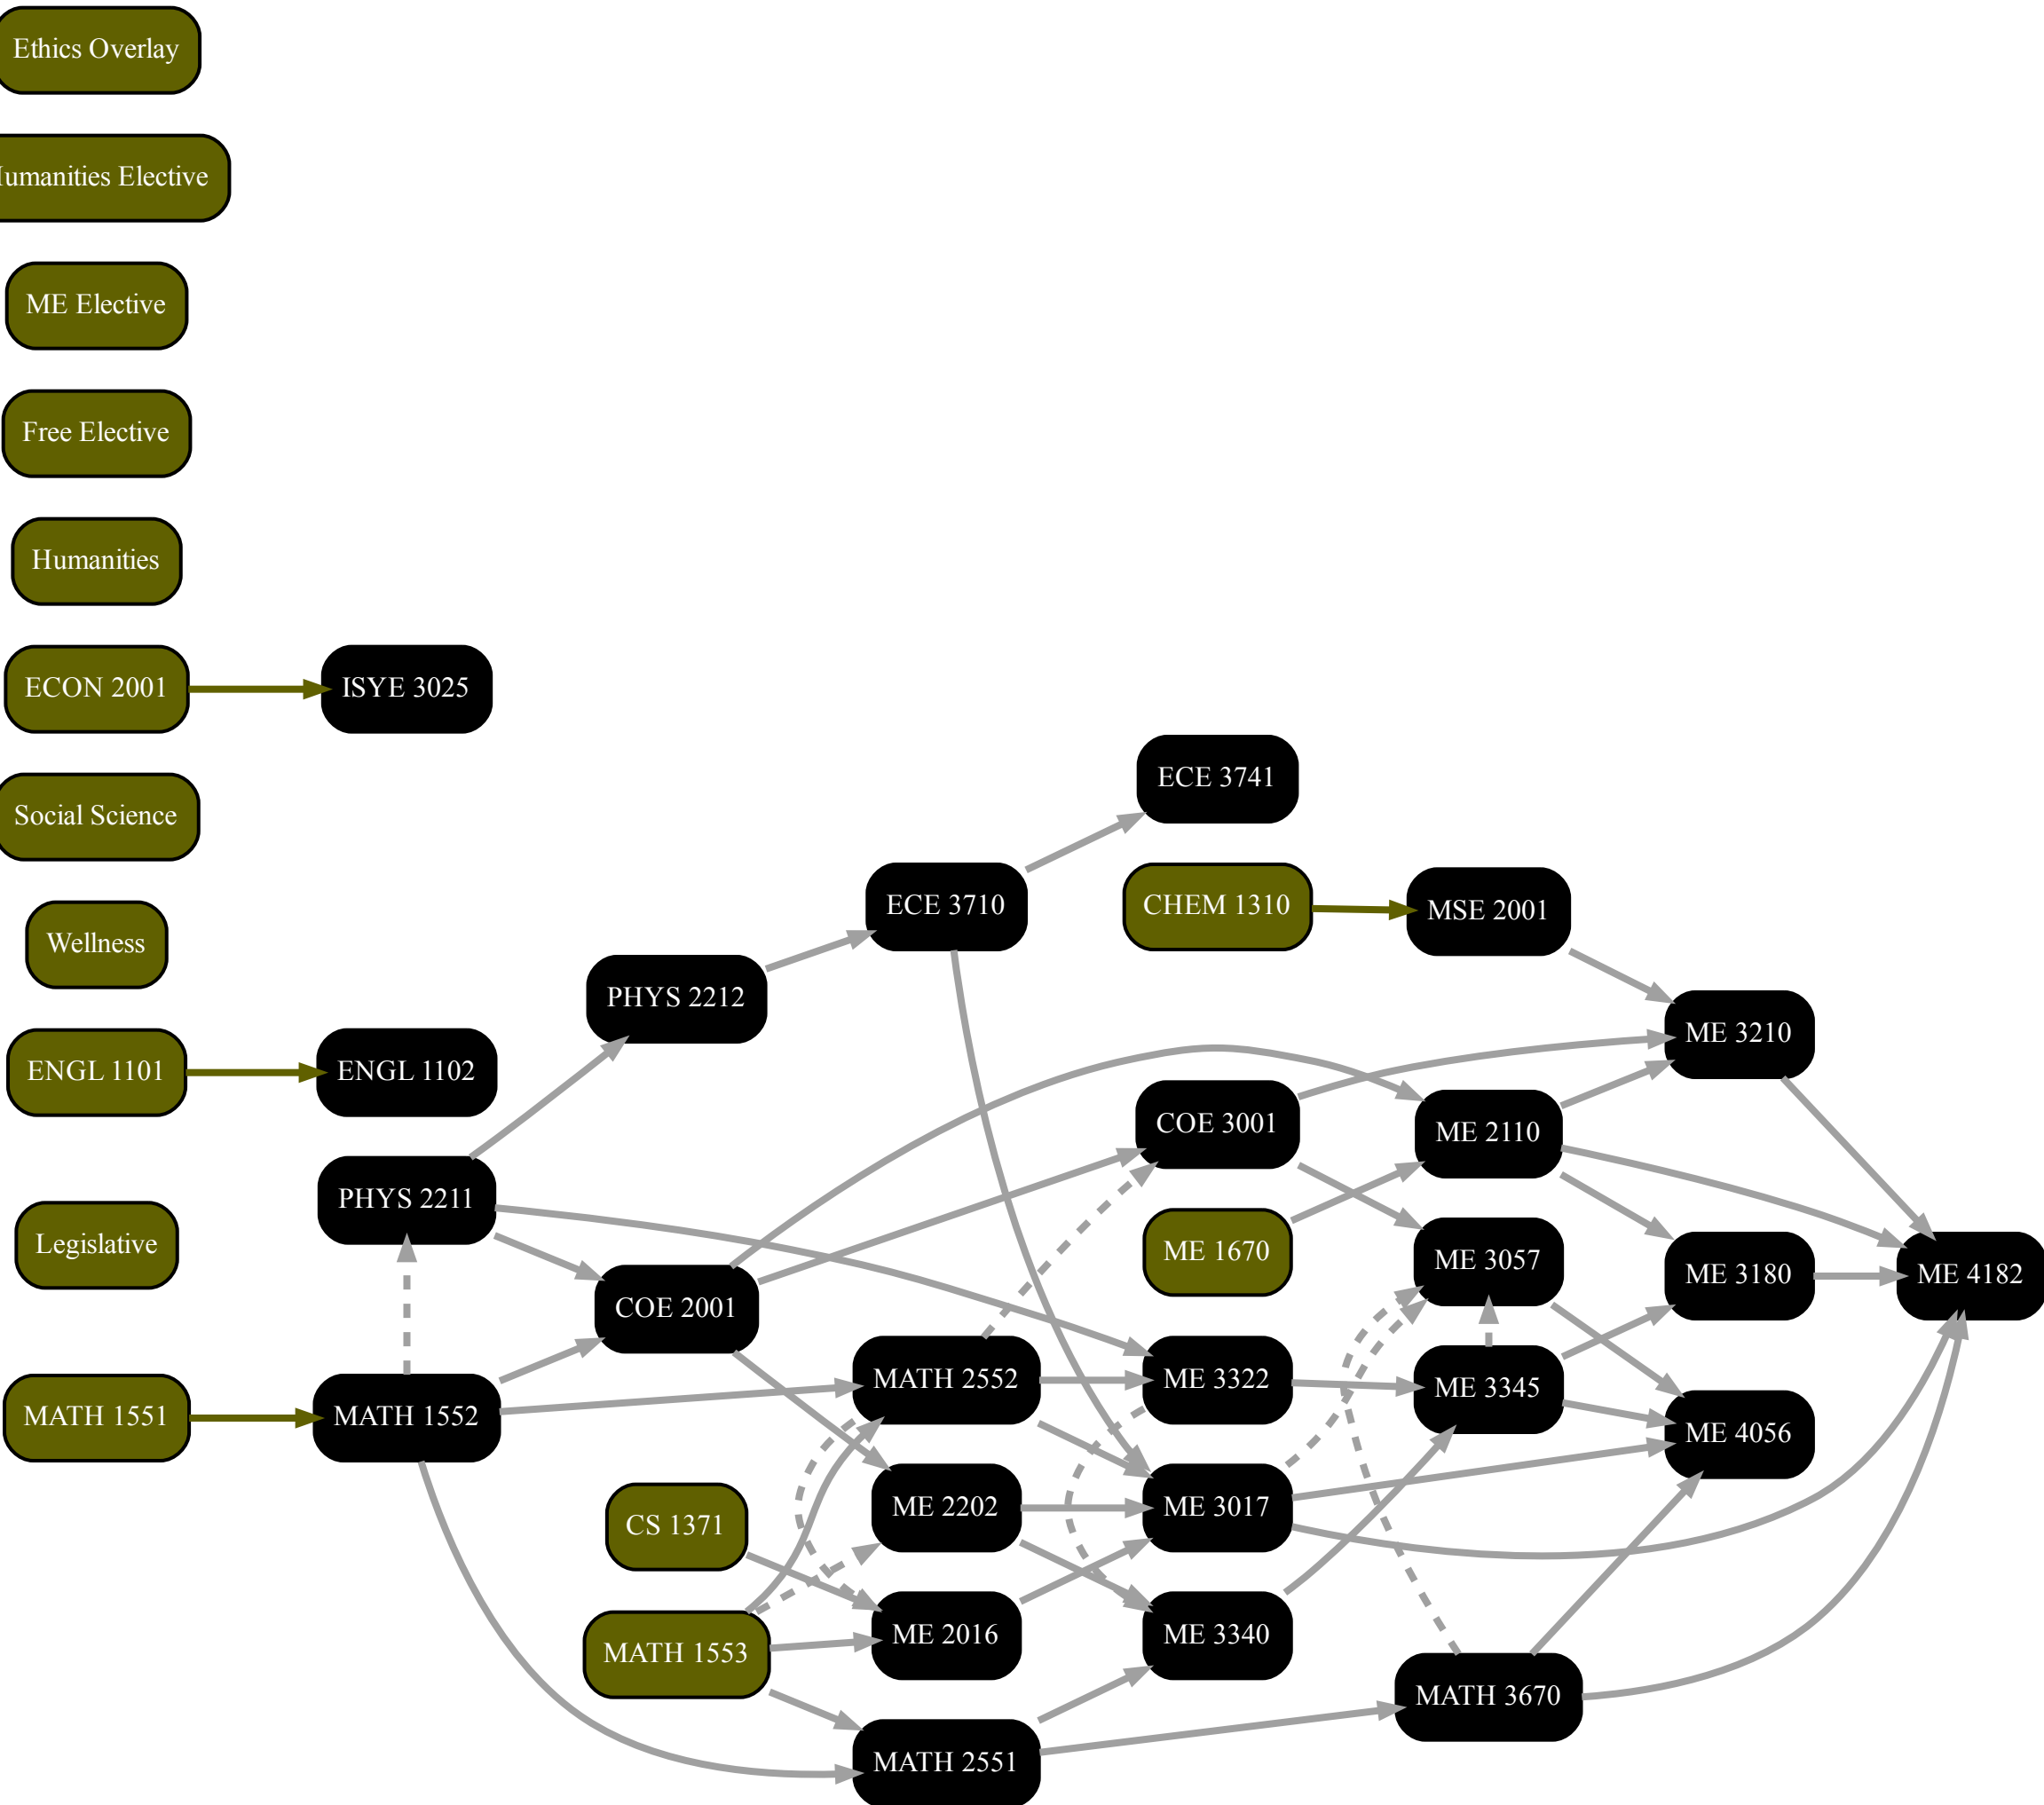 Ethics Overlay
Humanities Elective
ME Elective
Free Elective
Humanities
ECON 2001
ISYE 3025
Social Science
ECE 3741
Wellness
ECE 3710
CHEM 1310
MSE 2001
PHYS 2212
ENGL 1101
ENGL 1102
ME 3210
COE 3001
ME 2110
PHYS 2211
Legislative
ME 1670
ME 3057
ME 3180
ME 4182
COE 2001
MATH 1551
MATH 1552
MATH 2552
ME 3322
ME 3345
ME 4056
CS 1371
ME 2202
ME 3017
MATH 1553
ME 2016
ME 3340
MATH 3670
MATH 2551